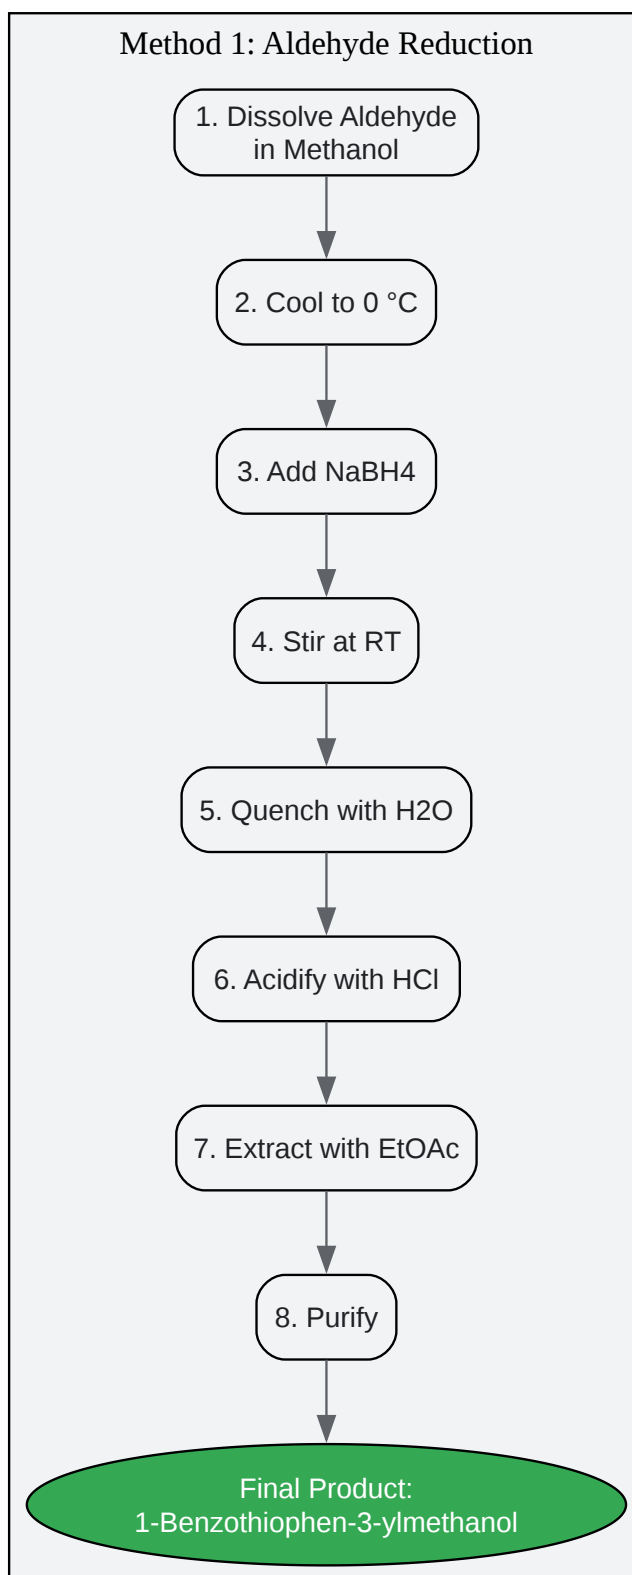 Method 1: Aldehyde Reduction
1. Dissolve Aldehyde
in Methanol
2. Cool to 0 °C
3. Add NaBH4
4. Stir at RT
5. Quench with H2O
6. Acidify with HCl
7. Extract with EtOAc
8. Purify
Final Product:
1-Benzothiophen-3-ylmethanol